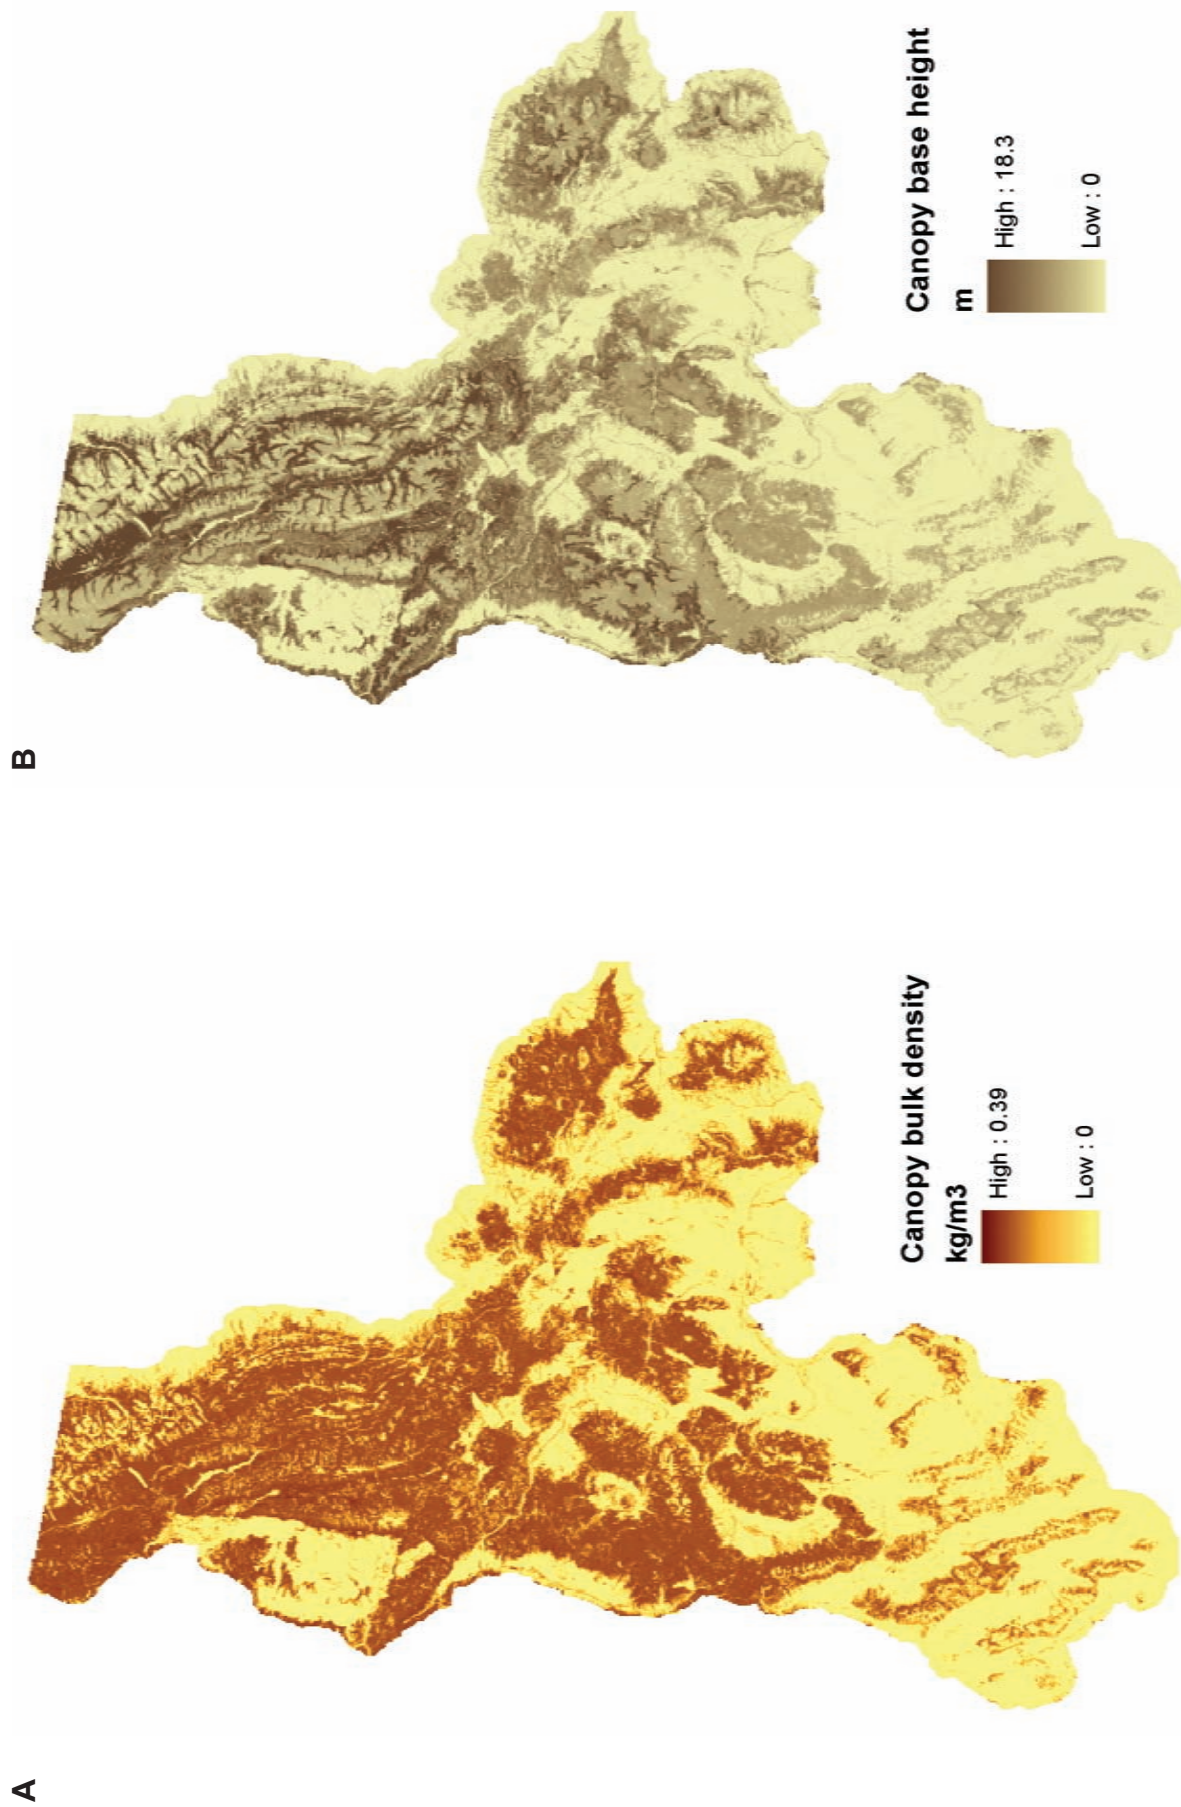 A
Canopy bulk density
kg/m3
High : 0.39
Low : 0
B
Canopy base height
m
High : 18.3
Low : 0